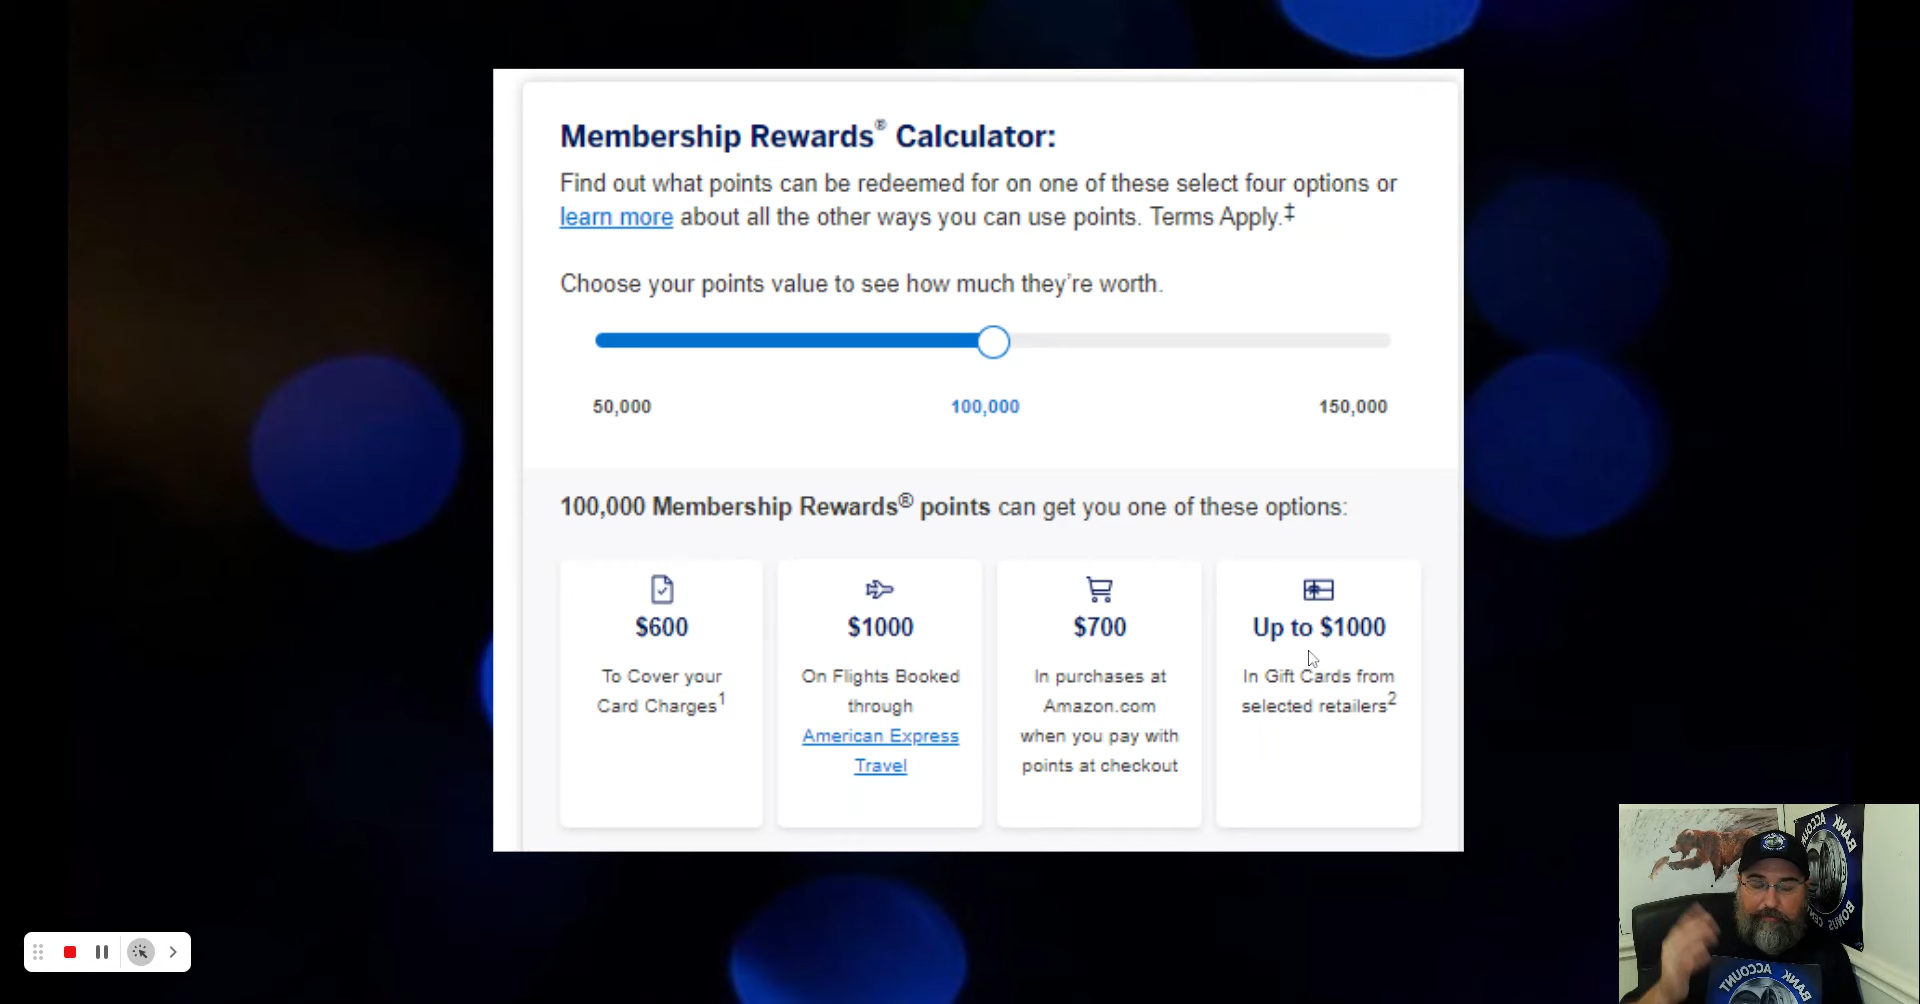 Membership Rewards® Calculator:
Find out what points can be redeemed for on one of these select four options or
learn more about all the other ways you can use points. Terms Apply.‡
Choose your points value to see how much they're worth.
50,000
100,000
150,000
100,000 Membership Rewards® points can get you one of these options:
$600
To Cover your
Card Charges1
$1000
On Flights Booked
through
American Express
Travel
$700
In purchases at
Amazon.com
when you pay with
points at checkout
Up to $1000
In Gift Cards from
selected retailers2
BANK ACCOUNT
BONUS
BANK ACCOUNT